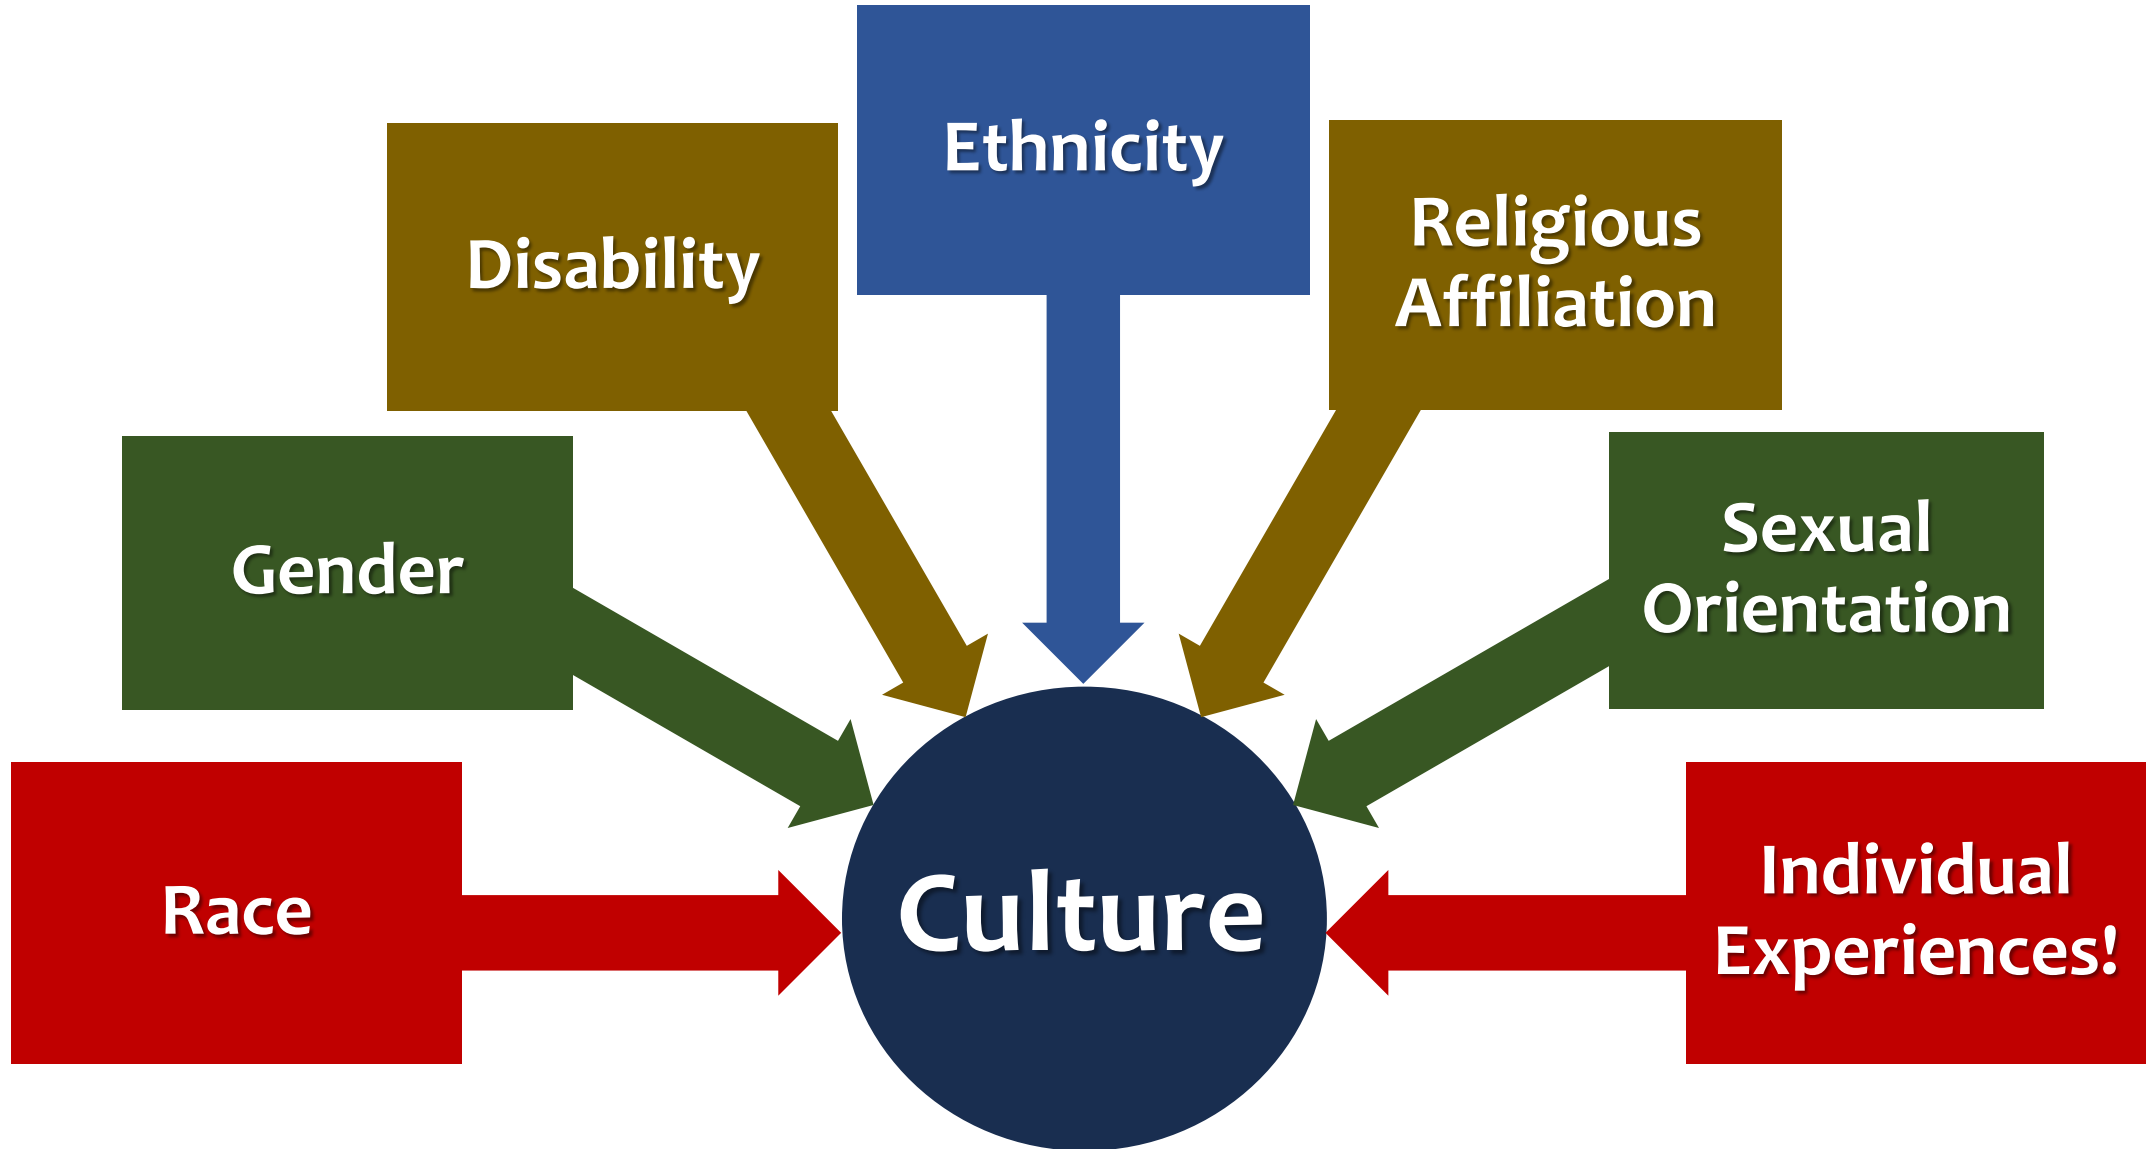 Ethnicity
Disability
Religious
Affiliation
Gender
Sexual
Orientation
Race
Culture
Individual
Experiences!